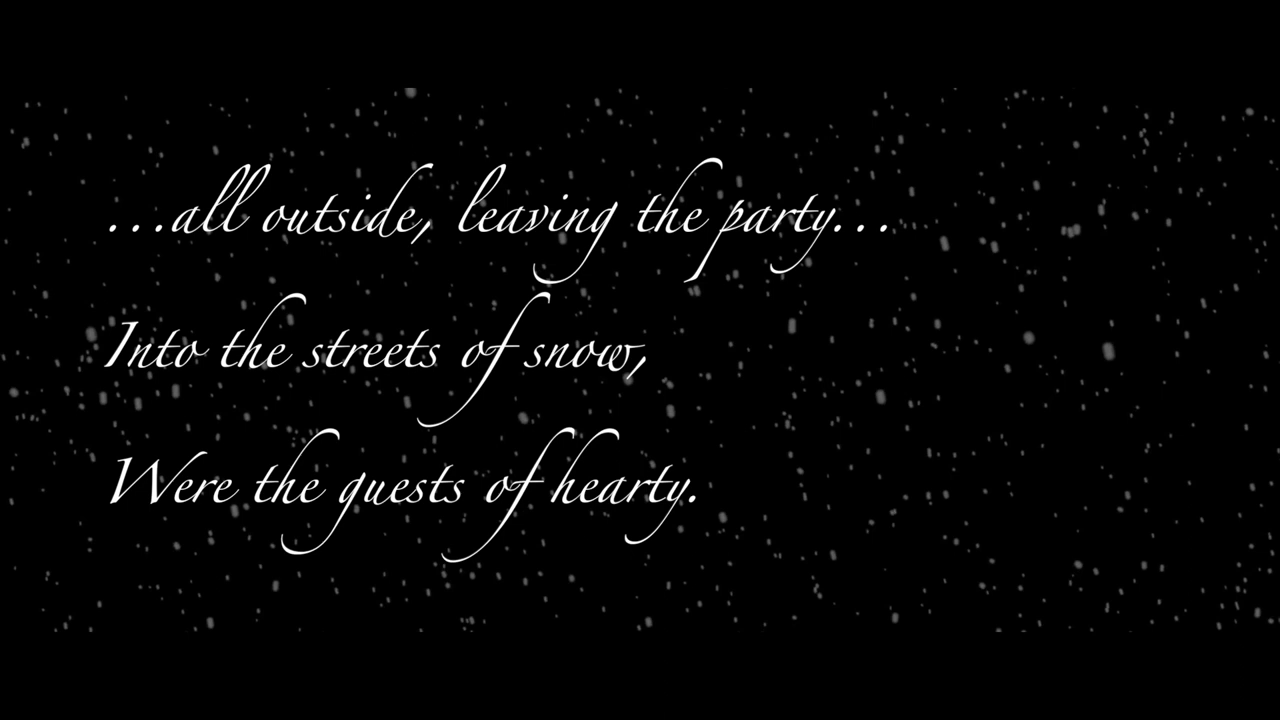 ...all outside, leaving the party...
Into the streets of snow,
Were the guests of hearty.